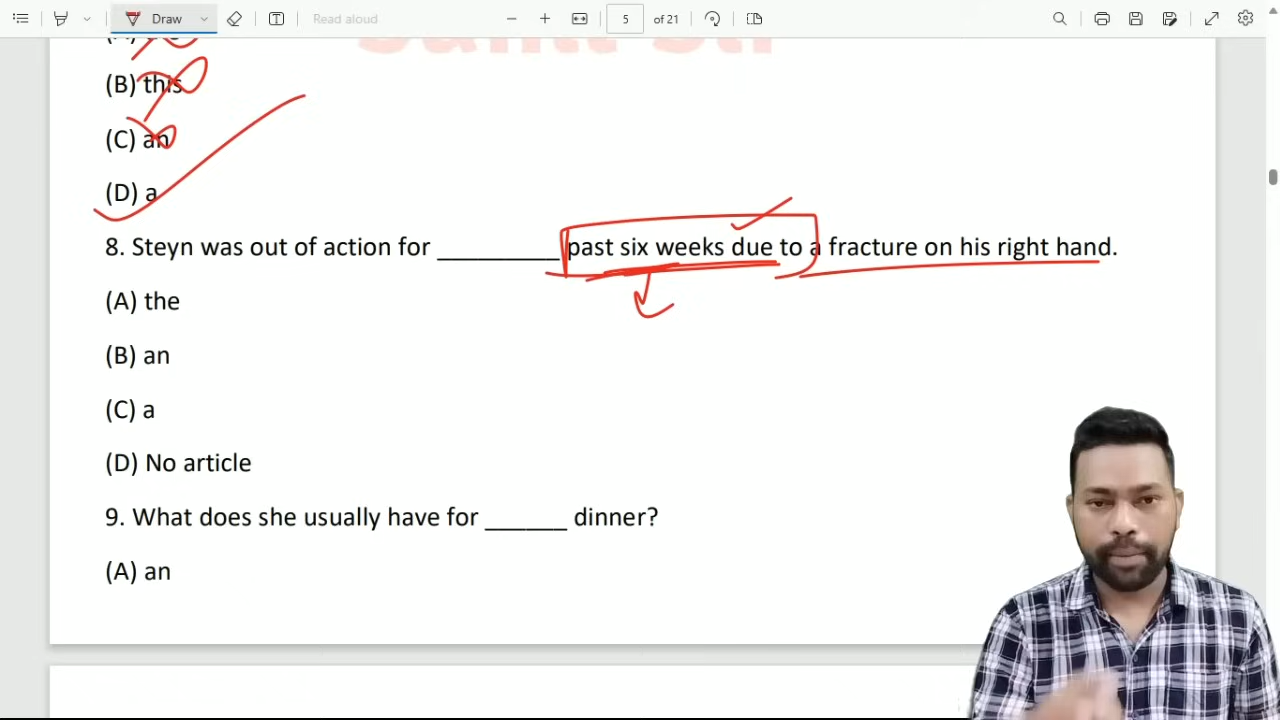 Draw
Read aloud
5
of 21
(B) this
(C) an
(D) a
8. Steyn was out of action for _________ past six weeks due to a fracture on his right hand.
(A) the
(B) an
(C) a
(D) No article
9. What does she usually have for ______ dinner?
(A) an